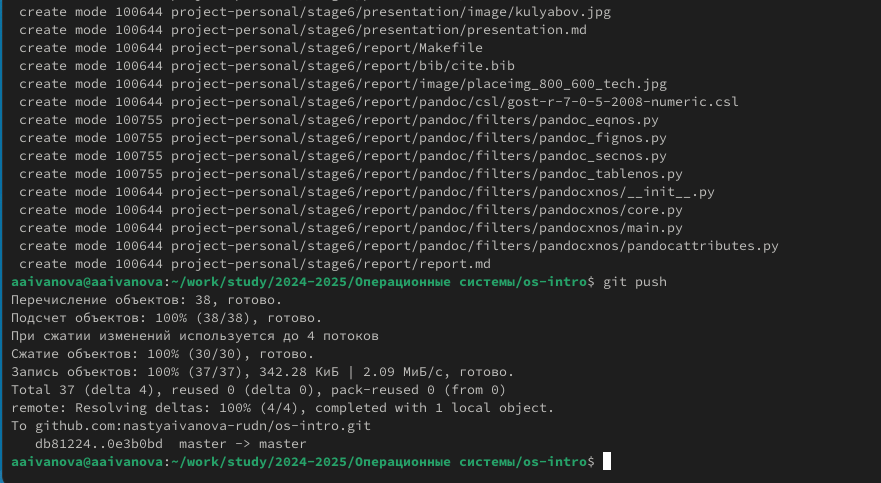 create mode 100644 project-personal/stage6/presentation/image/kulyabov.jpg
create mode 100644 project-personal/stage6/presentation/presentation.md
create mode 100644 project-personal/stage6/report/Makefile
create mode 100644 project-personal/stage6/report/bib/cite.bib
create mode 100644 project-personal/stage6/report/image/placeimg_800_600_tech.jpg
create mode 100644 project-personal/stage6/report/pandoc/csl/gost-r-7-0-5-2008-numeric.csl
create mode 100755 project-personal/stage6/report/pandoc/filters/pandoc_eqnos.py
create mode 100755 project-personal/stage6/report/pandoc/filters/pandoc_fignos.py
create mode 100755 project-personal/stage6/report/pandoc/filters/pandoc_secnos.py
create mode 100755 project-personal/stage6/report/pandoc/filters/pandoc_tablenos.py
create mode 100644 project-personal/stage6/report/pandoc/filters/pandocxnos/__init__.py
create mode 100644 project-personal/stage6/report/pandoc/filters/pandocxnos/core.py
create mode 100644 project-personal/stage6/report/pandoc/filters/pandocxnos/main.py
create mode 100644 project-personal/stage6/report/pandoc/filters/pandocxnos/pandocattributes.py
create mode 100644 project-personal/stage6/report/report.md
aaivanova@aaivanova:~/work/study/2024-2025/Операционные системы/os-intro$ git push
Перечисление объектов: 38, готово.
Подсчет объектов: 100% (38/38), готово.
При сжатии изменений используется до 4 потоков
Сжатие объектов: 100% (30/30), готово.
Запись объектов: 100% (37/37), 342.28 КиБ | 2.09 МиБ/с, готово.
Total 37 (delta 4), reused 0 (delta 0), pack-reused 0 (from 0)
remote: Resolving deltas: 100% (4/4), completed with 1 local object.
To github.com:nastyaivanova-rudn/os-intro.git
db81224..0e3b0bd  master -> master
aaivanova@aaivanova:~/work/study/2024-2025/Операционные системы/os-intro$